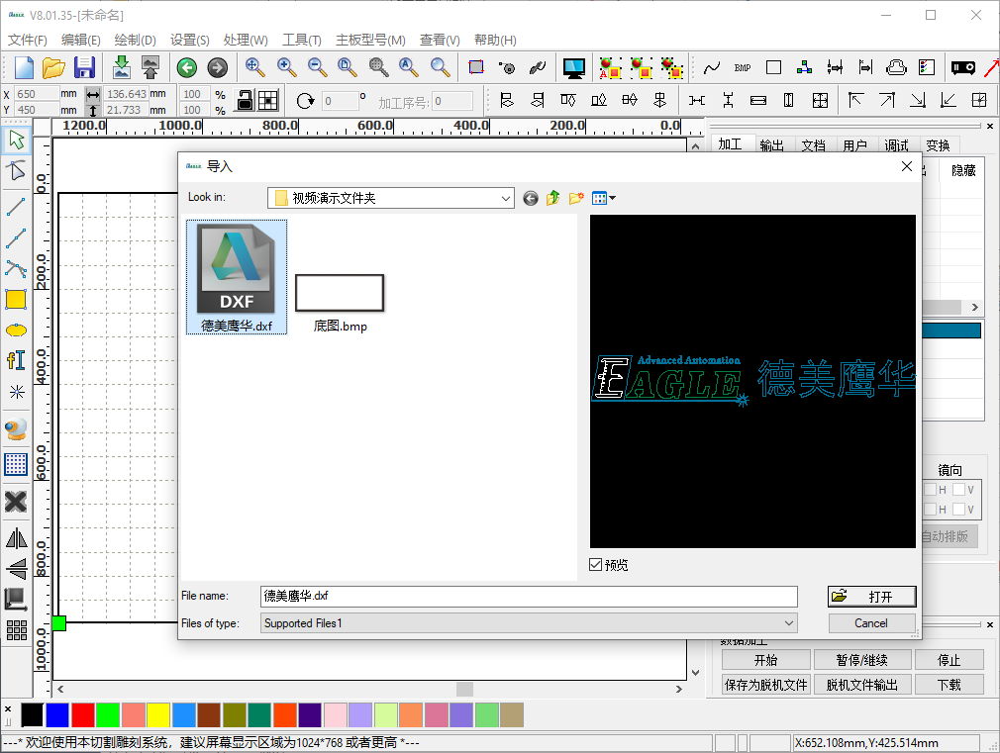 V8.01.35-[未命名]
文件(F) 编辑(E) 绘制(D) 设置(S) 处理(W) 工具(T) 主板型号(M) 查看(V) 帮助(H)
BMP
X 650 mm 136.643 mm 100 %
Y 450 mm 21.733 mm 100 %
0 o 加工序号: 0
1200.0 1000.0 800.0 600.0 400.0 200.0 0.0
加工 输出 文档 用户 调试 变换
隐藏
0.0
200.0
400.0
600.0
800.0
1000.0
导入
Look in: 视频演示文件夹
DXF
德美鹰华.dxf
底图.bmp
Advanced Automation
EAGLE 德美鹰华
预览
File name: 德美鹰华.dxf 打开
Files of type: Supported Files1 Cancel
镜向
H V
H V
自动排版
数据加工
开始 暂停/继续 停止
保存为脱机文件 脱机文件输出 下载
---* 欢迎使用本切割雕刻系统，建议屏幕显示区域为1024*768 或者更高 *---
X:652.108mm,Y:425.514mm